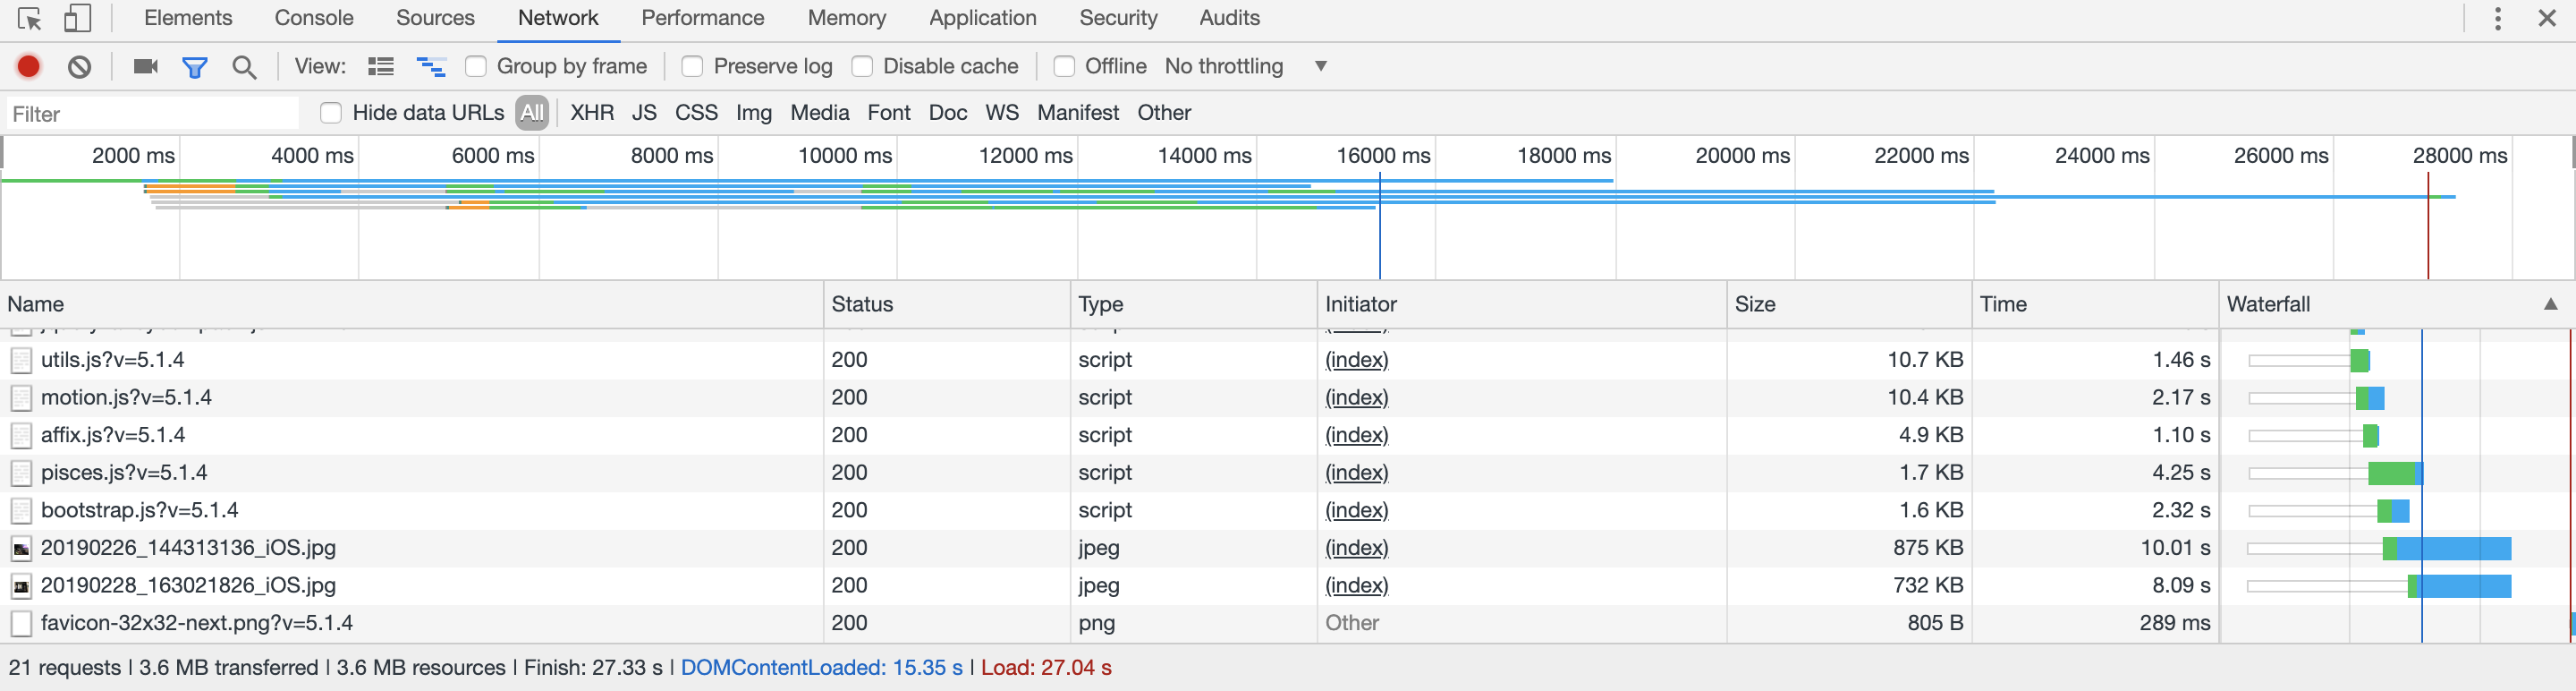 Elements Console Sources Network Performance Memory Application Security Audits
View: Group by frame Preserve log Disable cache Offline No throttling
Filter Hide data URLs All XHR JS CSS Img Media Font Doc WS Manifest Other
2000 ms 4000 ms 6000 ms 8000 ms 10000 ms 12000 ms 14000 ms 16000 ms 18000 ms 20000 ms 22000 ms 24000 ms 26000 ms 28000 ms
Name Status Type Initiator Size Time Waterfall
utils.js?v=5.1.4 200 script (index) 10.7 KB 1.46 s
motion.js?v=5.1.4 200 script (index) 10.4 KB 2.17 s
affix.js?v=5.1.4 200 script (index) 4.9 KB 1.10 s
pisces.js?v=5.1.4 200 script (index) 1.7 KB 4.25 s
bootstrap.js?v=5.1.4 200 script (index) 1.6 KB 2.32 s
20190226_144313136_iOS.jpg 200 jpeg (index) 875 KB 10.01 s
20190228_163021826_iOS.jpg 200 jpeg (index) 732 KB 8.09 s
favicon-32x32-next.png?v=5.1.4 200 png Other 805 B 289 ms
21 requests | 3.6 MB transferred | 3.6 MB resources | Finish: 27.33 s | DOMContentLoaded: 15.35 s | Load: 27.04 s